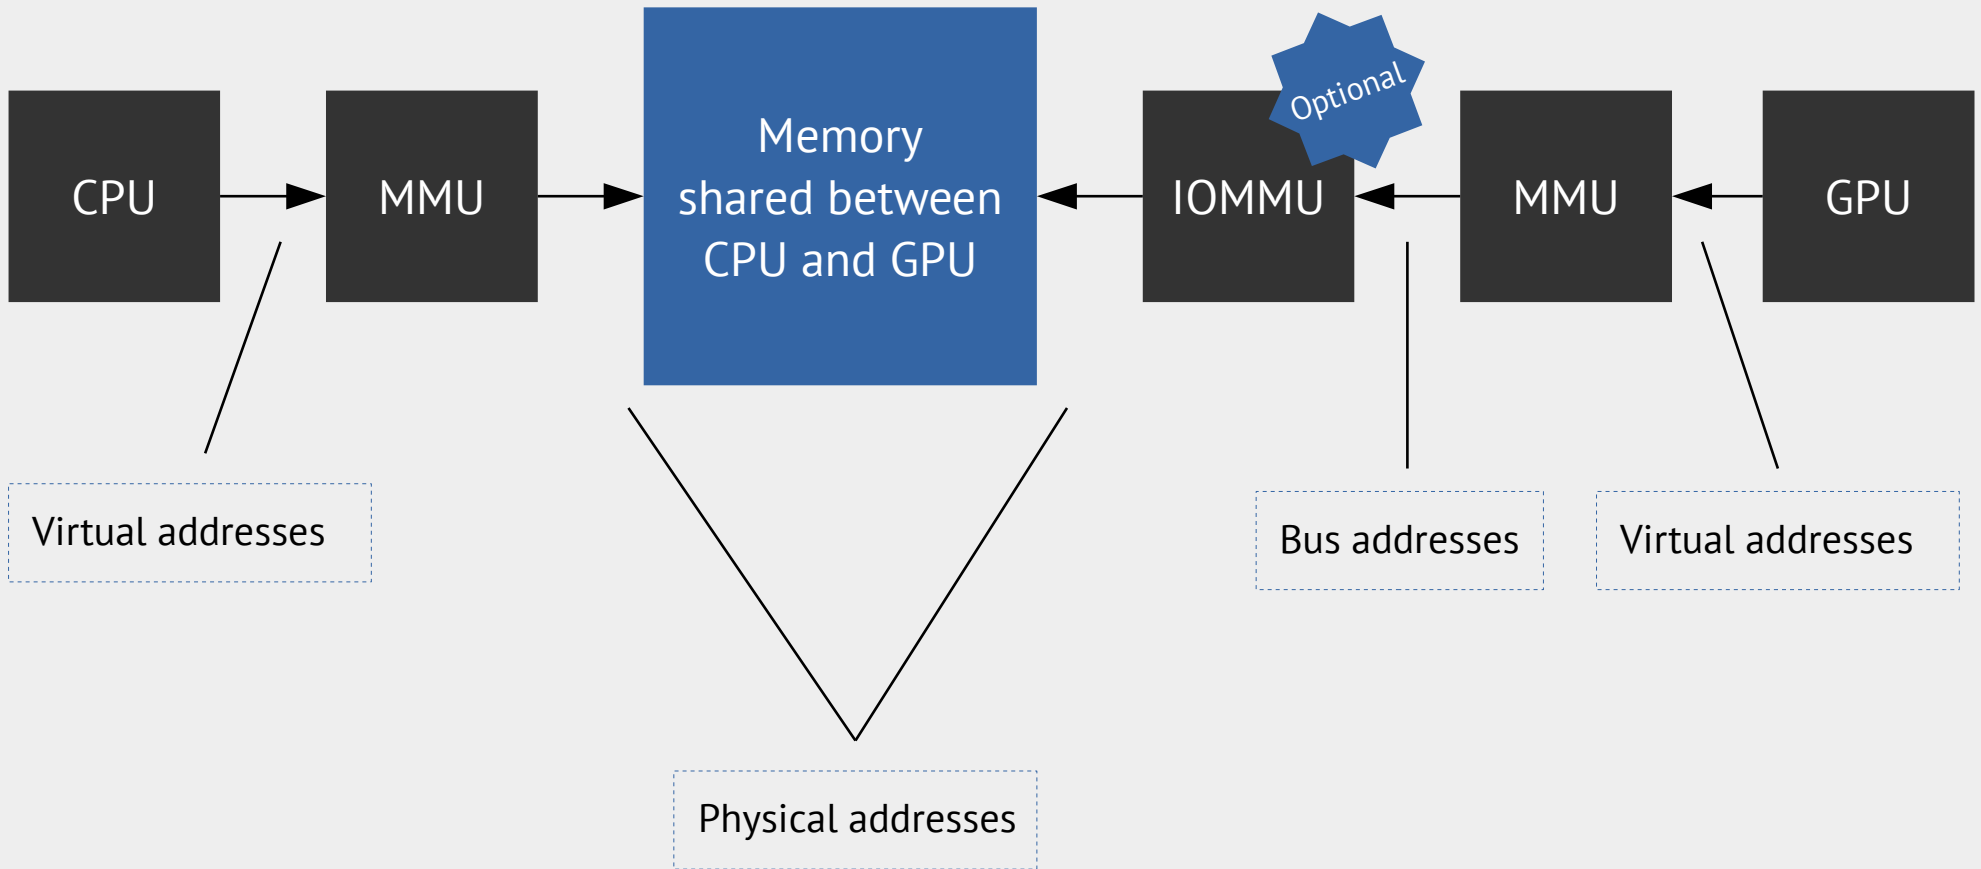 CPU
MMU
Memory
shared between
CPU and GPU
IOMMU
Optional
MMU
GPU
Virtual addresses
Bus addresses
Virtual addresses
Physical addresses